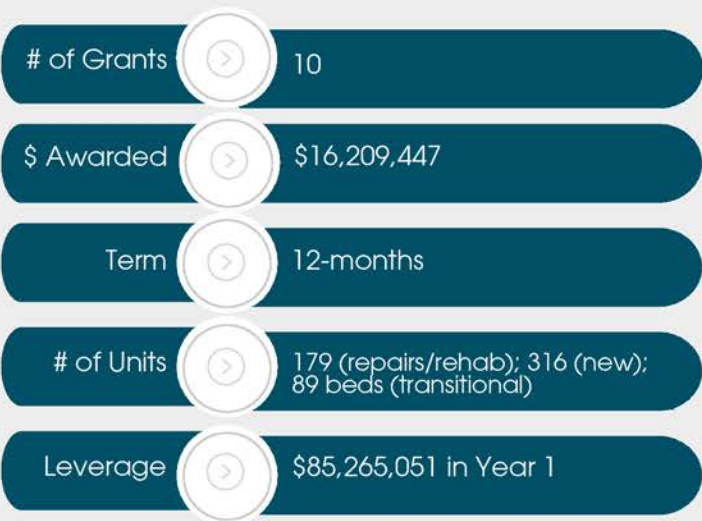 # of Grants 10
$ Awarded $16,209,447
Term 12-months
# of Units 179 (repairs/rehab); 316 (new);
89 beds (transitional)
Leverage $85,265,051 in Year 1